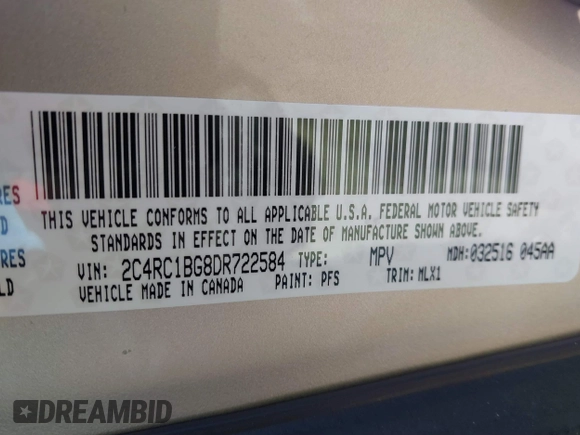 THIS VEHICLE CONFORMS TO ALL APPLICABLE U.S.A. FEDERAL MOTOR VEHICLE SAFETY
STANDARDS IN EFFECT ON THE DATE OF MANUFACTURE SHOWN ABOVE.
VIN: 2C4RC1BG8DR722584 TYPE: MPV MDH:032516 045AA
VEHICLE MADE IN CANADA PAINT: PFS TRIM: MLX1
RES
D
RES
LD
DREAMBID